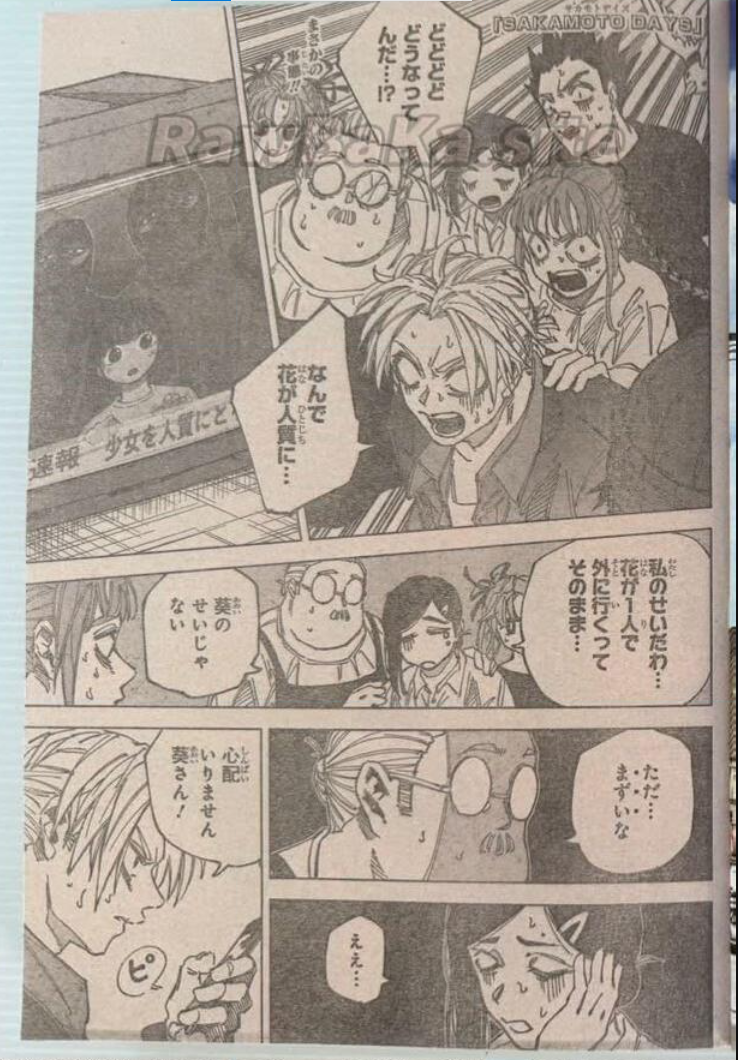 サカモトデイズ
『SAKAMOTO DAYS』
どどどど
どうなって
んだ…!?
まさかの
事態!!
RawBaKa.site
なんで
花が人質に…
速報 少女を人質にと
私のせいだわ…
花が1人で
外に行くって
そのまま…
葵の
せいじゃ
ない
ただ…
まずいな
ええ…
心配
いりません
葵さん!
ピ